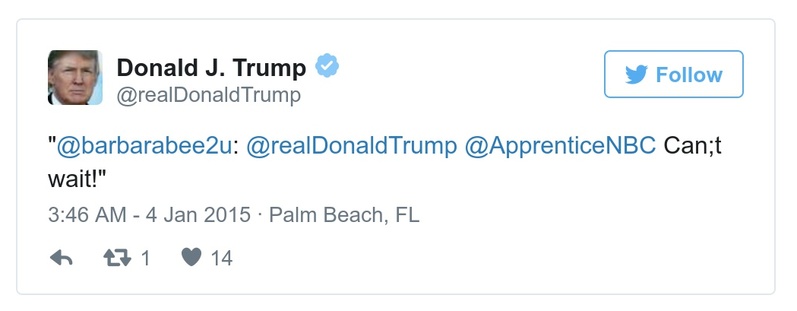 Donald J. Trump
Follow
@realDonaldTrump
"@barbarabee2u: @realDonaldTrump @ApprenticeNBC Can;t
wait!"
3:46 AM - 4 Jan 2015 · Palm Beach, FL
1 14